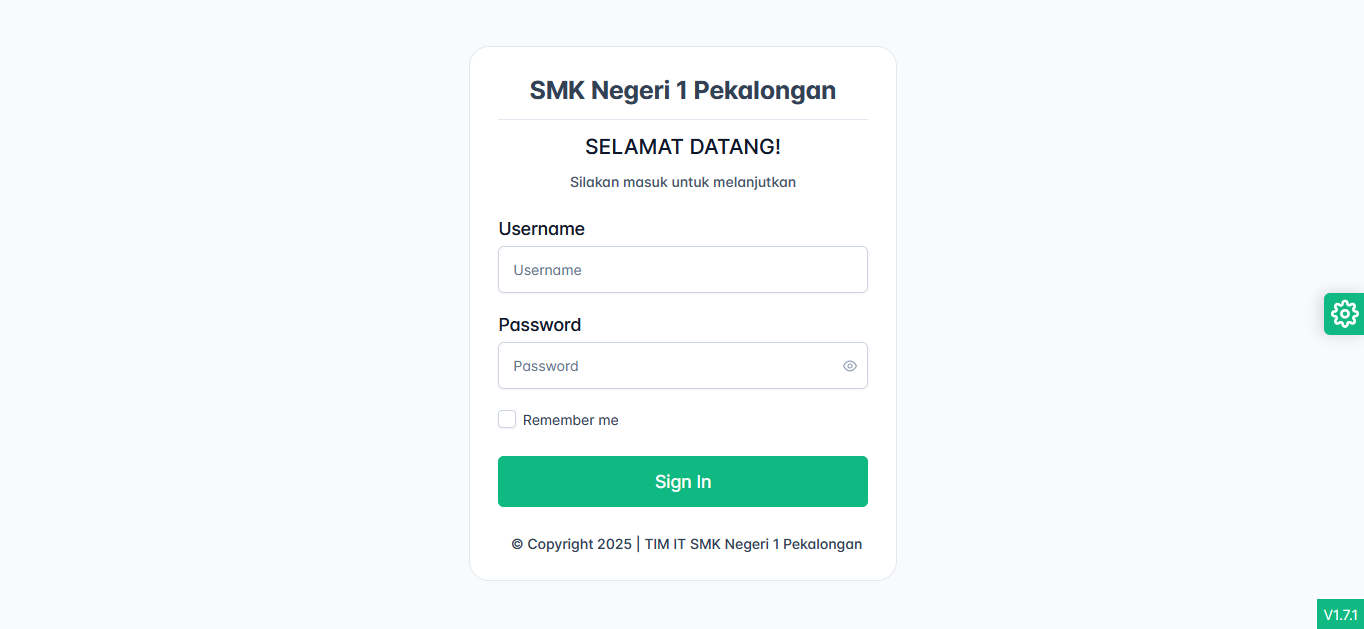 SMK Negeri 1 Pekalongan
SELAMAT DATANG!
Silakan masuk untuk melanjutkan
Username
Username
Password
Password
Remember me
Sign In
© Copyright 2025 | TIM IT SMK Negeri 1 Pekalongan
V1.7.1